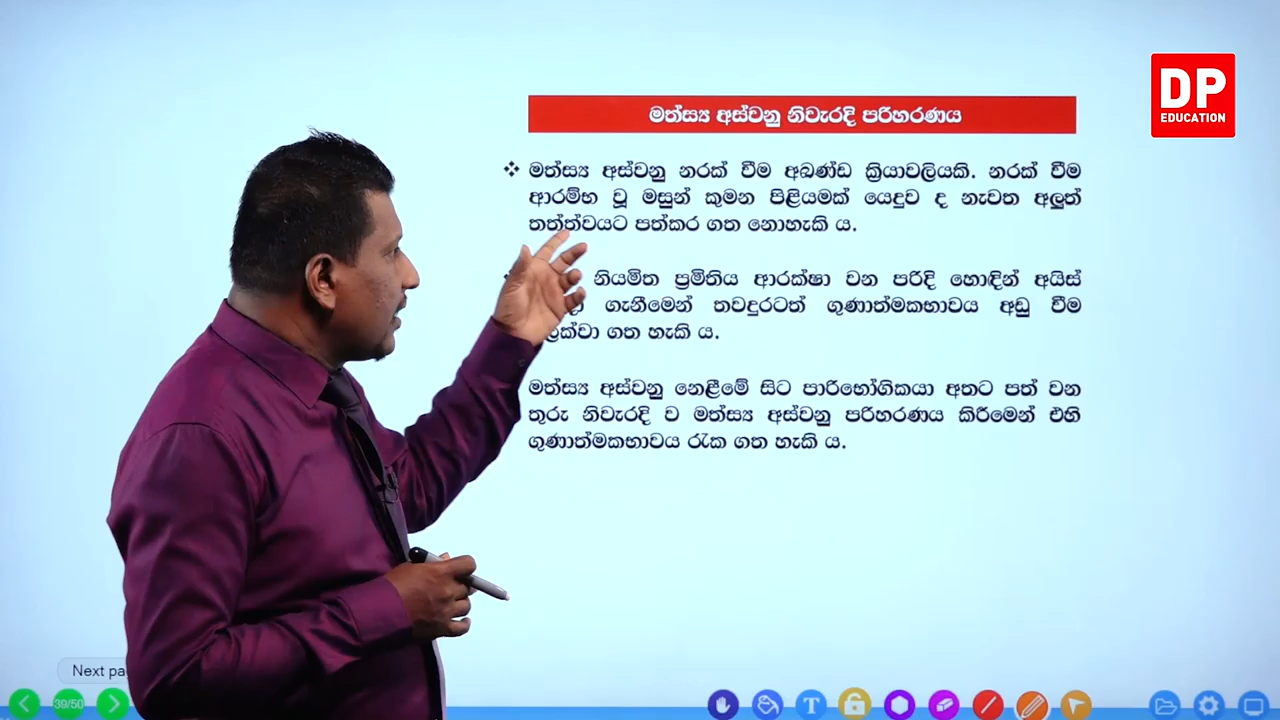 DP
EDUCATION
මත්ස්‍ය අස්වනු නිවැරදි පරිහරණය
❖ මත්ස්‍ය අස්වනු නරක් වීම අඛණ්ඩ ක්‍රියාවලියකි. නරක් වීම
ආරම්භ වූ මසුන් කුමන පිළියමක් යෙදුව ද නැවත අලුත්
තත්ත්වයට පත්කර ගත නොහැකි ය.
නියමිත ප්‍රමිතිය ආරක්ෂා වන පරිදි හොඳින් අයිස්
ගැනීමෙන් තවදුරටත් ගුණාත්මකභාවය අඩු වීම
ගත හැකි ය.
මත්ස්‍ය අස්වනු නෙළීමේ සිට පාරිභෝගිකයා අතට පත් වන
තුරු නිවැරදි ව මත්ස්‍ය අස්වනු පරිහරණය කිරීමෙන් එහි
ගුණාත්මකභාවය රැක ගත හැකි ය.
Next
39/50